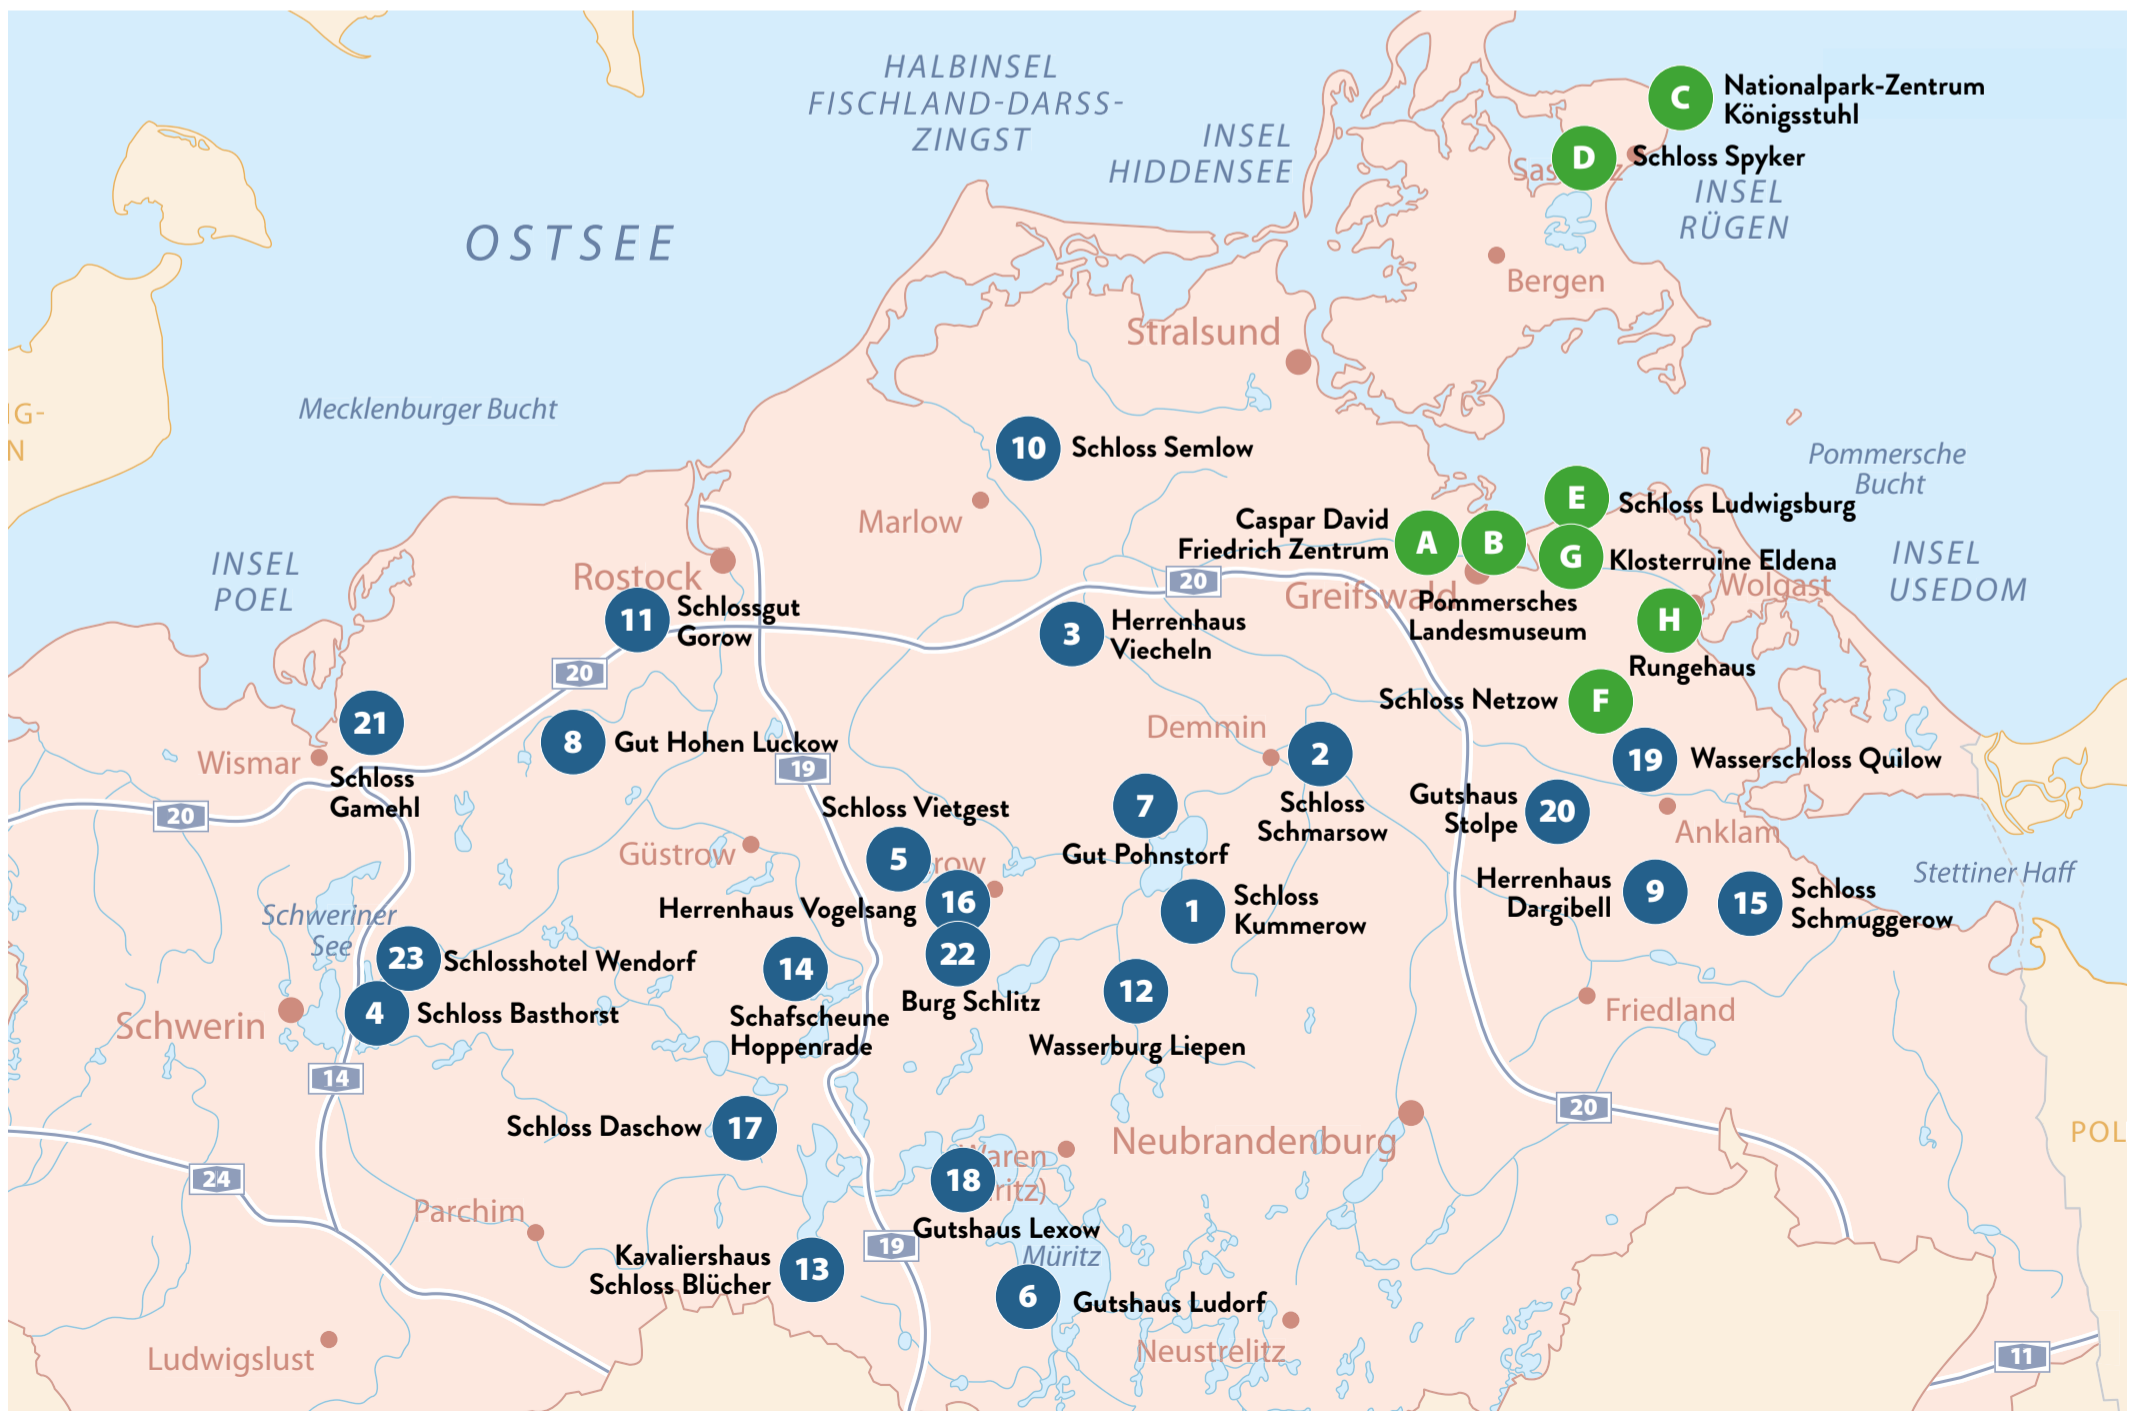 HALBINSEL
FISCHLAND-DARSS-
ZINGST
INSEL
HIDDENSEE
C
Nationalpark-Zentrum
Königsstuhl
D
Schloss Spyker
INSEL
RÜGEN
OSTSEE
Bergen
Stralsund
Mecklenburger Bucht
IG-
N
10
Schloss Semlow
Marlow
Pommersche
Bucht
E
Schloss Ludwigsburg
Caspar David
Friedrich Zentrum
A
B
G
Klosterruine Eldena
INSEL
USEDOM
INSEL
POEL
Rostock
20
Greifswald
Wolgast
Pommersches
Landesmuseum
H
Rungehaus
11
Schlossgut
Gorow
3
Herrenhaus
Viecheln
20
Schloss Netzow
F
21
Wismar
Schloss
Gamehl
8
Gut Hohen Luckow
19
Demmin
2
Schloss
Schmarsow
19
Wasserschloss Quilow
20
Schloss Vietgest
7
Gut Pohnstorf
Gutshaus
Stolpe
20
Anklam
Güstrow
5
row
Stettiner Haff
Herrenhaus Vogelsang
16
1
Schloss
Kummerow
Herrenhaus
Dargibell
9
15
Schloss
Schmuggerow
Schweriner
See
23
Schlosshotel Wendorf
14
Schafscheune
Hoppenrade
22
Burg Schlitz
12
Wasserburg Liepen
Friedland
Schwerin
4
Schloss Basthorst
14
20
Schloss Daschow
17
Neubrandenburg
POL
24
Waren
18
ritz)
Gutshaus Lexow
Parchim
19
Müritz
Kavaliershaus
Schloss Blücher
13
6
Gutshaus Ludorf
Neustrelitz
Ludwigslust
11